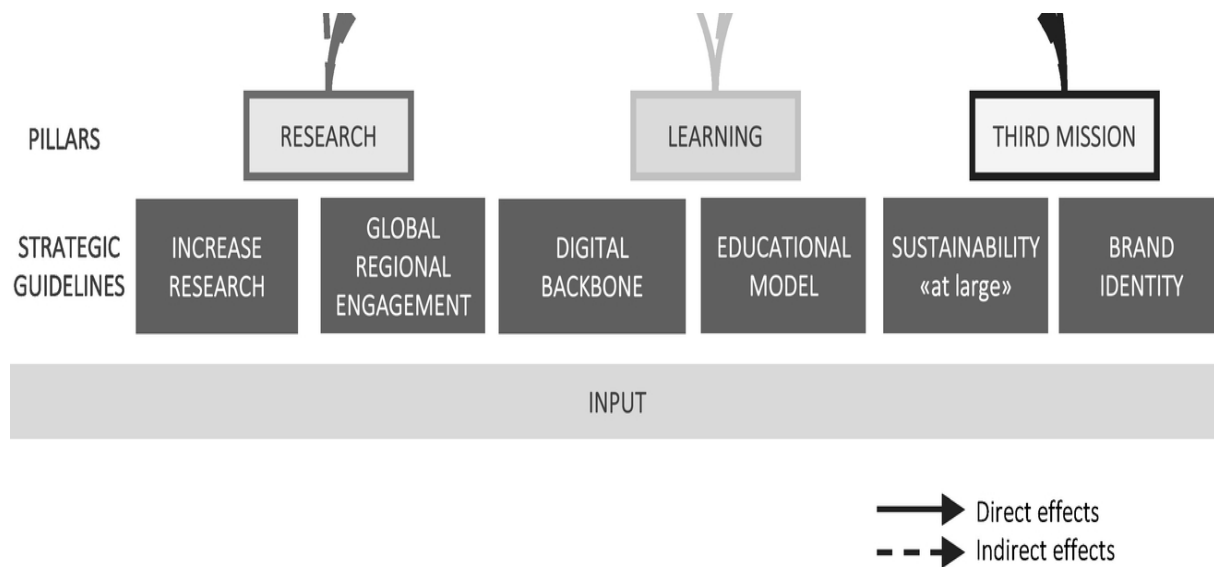 PILLARS
RESEARCH
LEARNING
THIRD MISSION
STRATEGIC
GUIDELINES
INCREASE
RESEARCH
GLOBAL
REGIONAL
ENGAGEMENT
DIGITAL
BACKBONE
EDUCATIONAL
MODEL
SUSTAINABILITY
«at large»
BRAND
IDENTITY
INPUT
Direct effects
Indirect effects